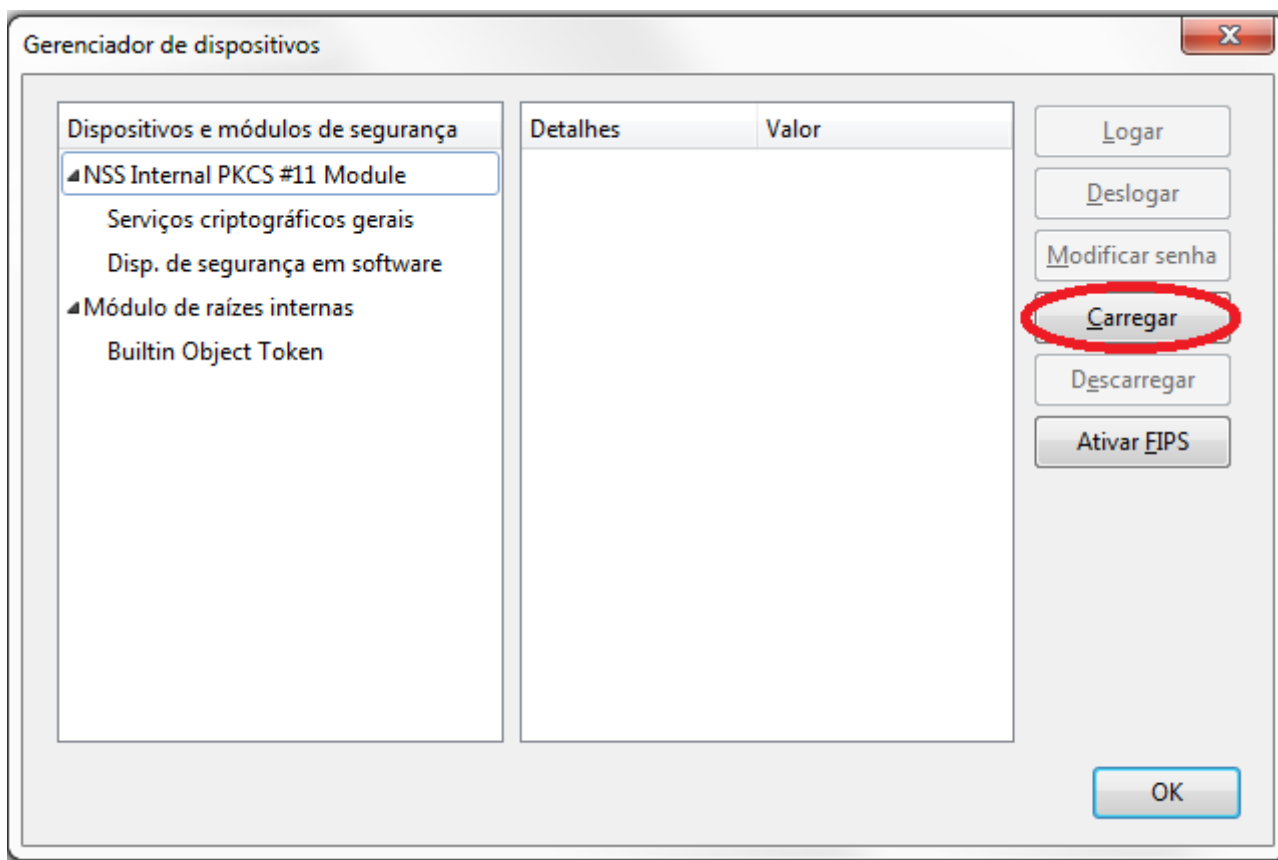 Gerenciador de dispositivos
Dispositivos e módulos de segurança
NSS Internal PKCS #11 Module
Serviços criptográficos gerais
Disp. de segurança em software
Módulo de raízes internas
Builtin Object Token
Detalhes
Valor
Logar
Deslogar
Modificar senha
Carregar
Descarregar
Ativar FIPS
OK